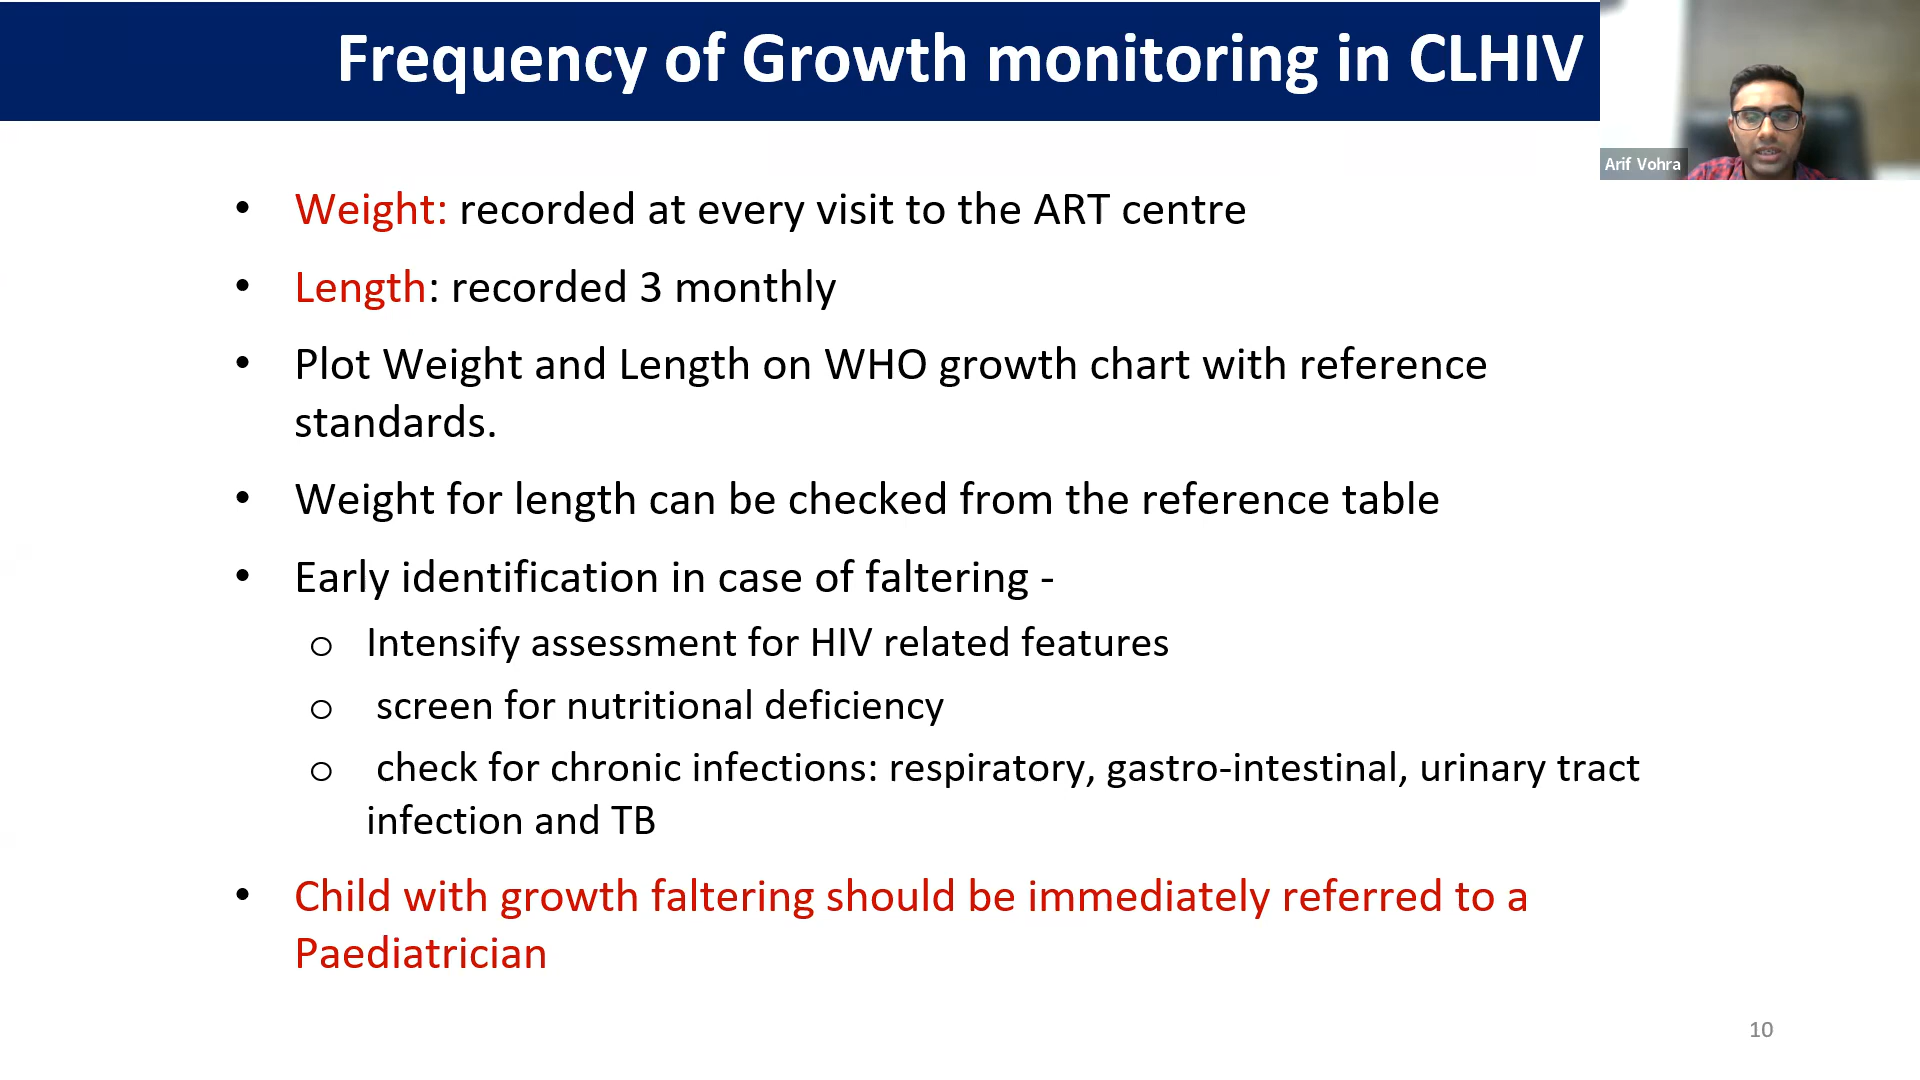 Frequency of Growth monitoring in CLHIV
Arif Vohra
• Weight: recorded at every visit to the ART centre
• Length: recorded 3 monthly
• Plot Weight and Length on WHO growth chart with reference
standards.
• Weight for length can be checked from the reference table
• Early identification in case of faltering -
o Intensify assessment for HIV related features
o screen for nutritional deficiency
o check for chronic infections: respiratory, gastro-intestinal, urinary tract
infection and TB
• Child with growth faltering should be immediately referred to a
Paediatrician
10